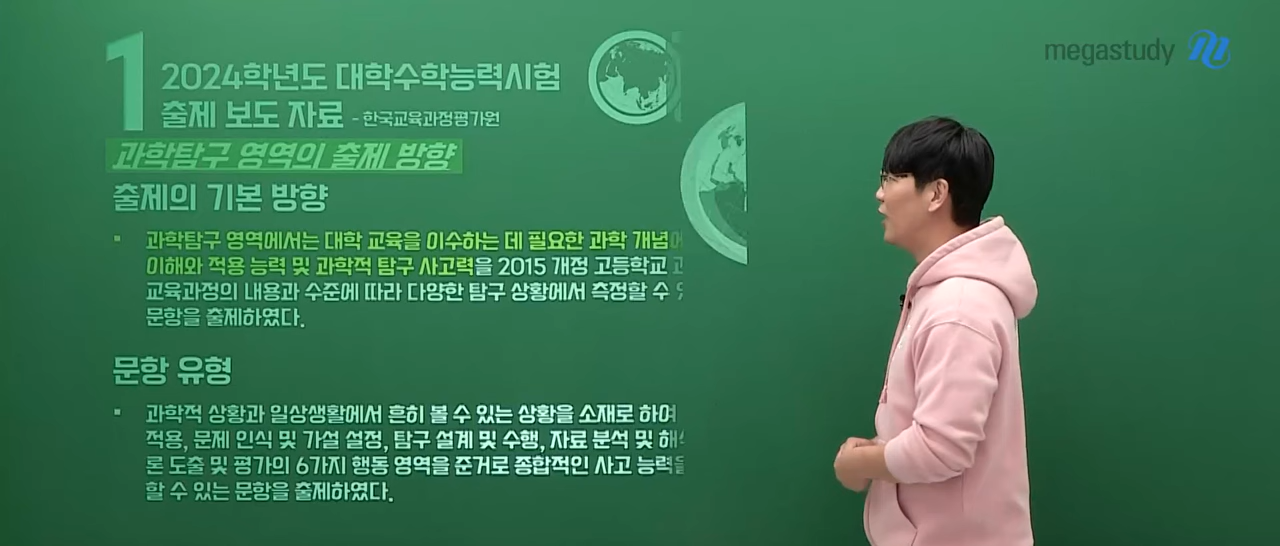 megastudy
1
2024학년도 대학수학능력시험
출제 보도 자료 - 한국교육과정평가원
과학탐구 영역의 출제 방향
출제의 기본 방향
과학탐구 영역에서는 대학 교육을 이수하는 데 필요한 과학 개념에
이해와 적용 능력 및 과학적 탐구 사고력을 2015 개정 고등학교
교육과정의 내용과 수준에 따라 다양한 탐구 상황에서 측정할 수
문항을 출제하였다.
문항 유형
과학적 상황과 일상생활에서 흔히 볼 수 있는 상황을 소재로 하여
적용, 문제 인식 및 가설 설정, 탐구 설계 및 수행, 자료 분석 및
론 도출 및 평가의 6가지 행동 영역을 준거로 종합적인 사고 능력을
할 수 있는 문항을 출제하였다.